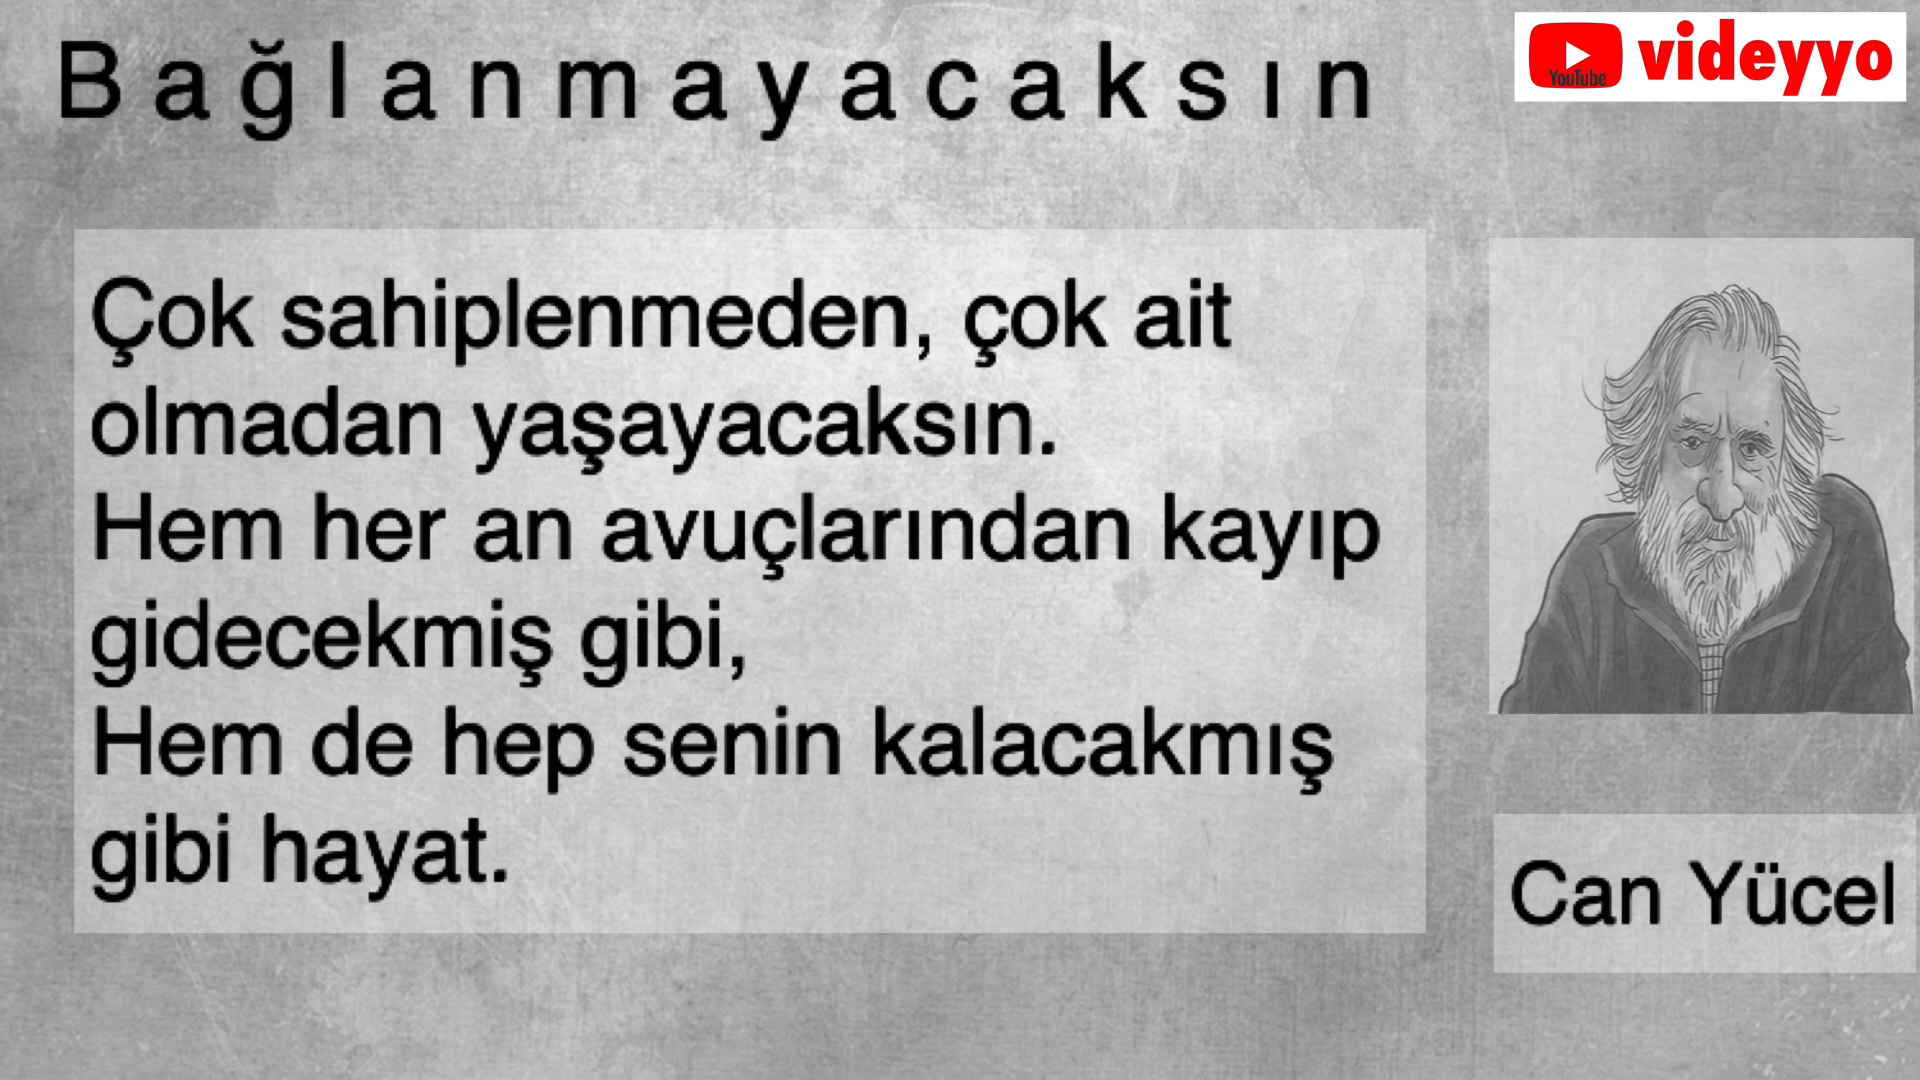 Bağlanmayacaksın
YouTube videyyo
Çok sahiplenmeden, çok ait
olmadan yaşayacaksın.
Hem her an avuçlarından kayıp
gidecekmiş gibi,
Hem de hep senin kalacakmış
gibi hayat.
Can Yücel